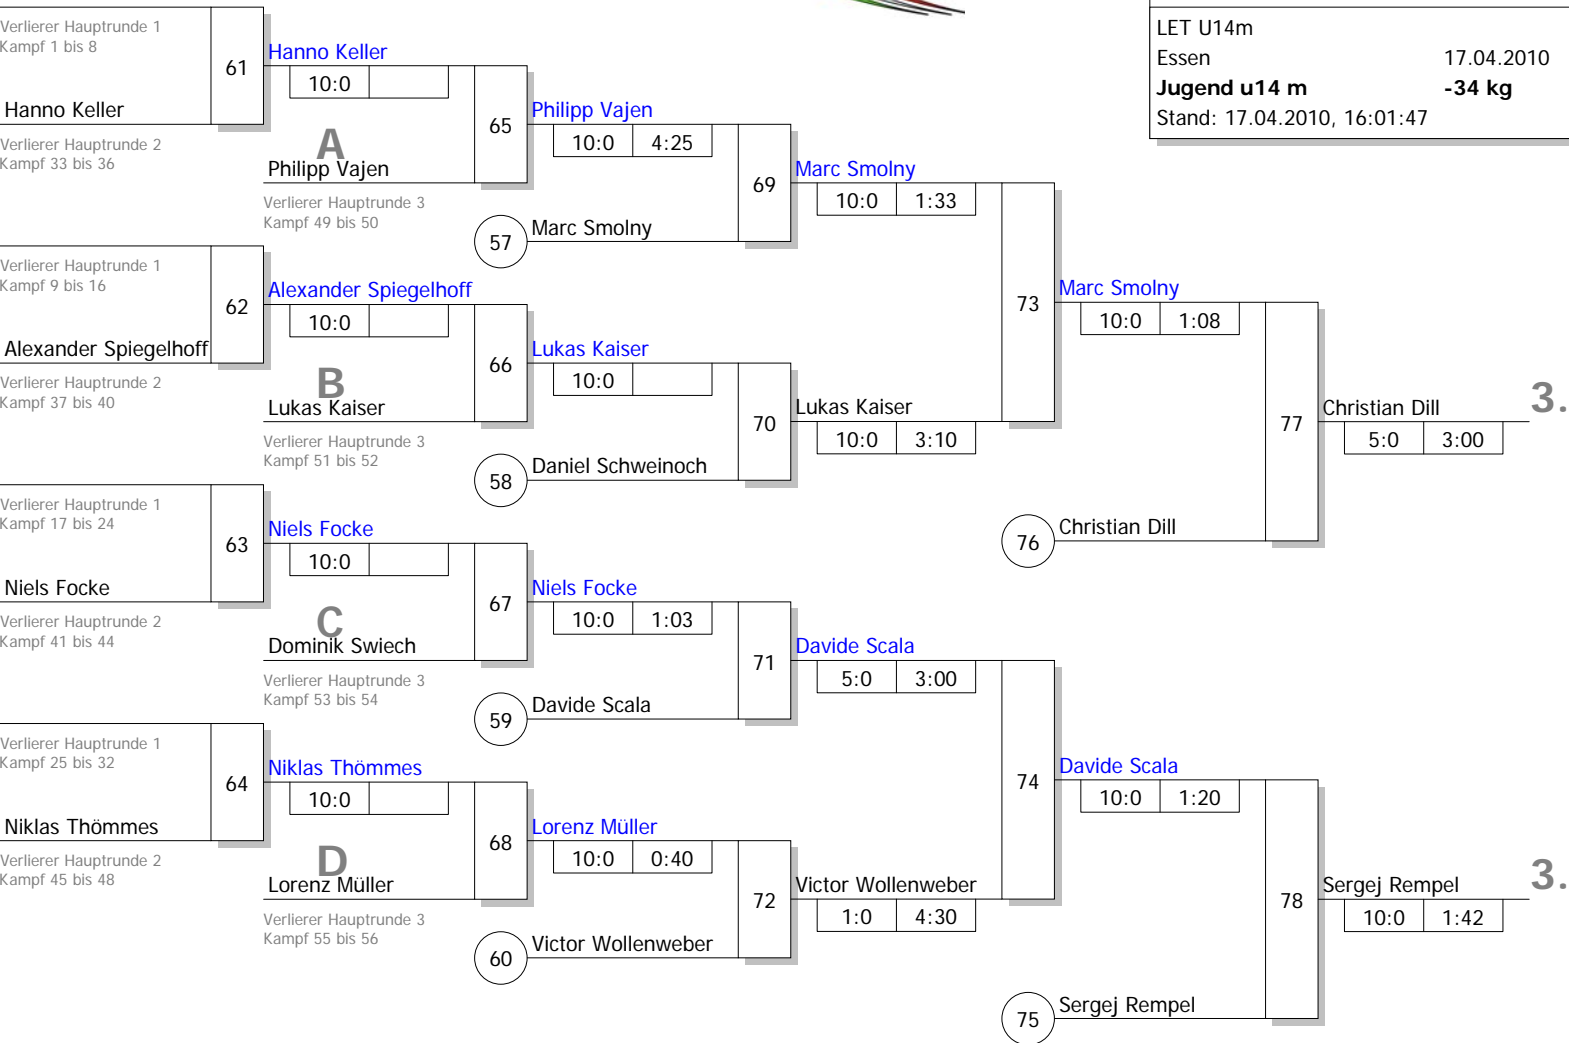 LET U14m
Essen 17.04.2010
Jugend u14 m -34 kg
Stand: 17.04.2010, 16:01:47
Verlierer Hauptrunde 1
Kampf 1 bis 8
61
Hanno Keller
10:0
Hanno Keller
Verlierer Hauptrunde 2
Kampf 33 bis 36
A
Philipp Vajen
Verlierer Hauptrunde 3
Kampf 49 bis 50
65
Philipp Vajen
10:0 4:25
57
Marc Smolny
69
Marc Smolny
10:0 1:33
Verlierer Hauptrunde 1
Kampf 9 bis 16
62
Alexander Spiegelhoff
10:0
Alexander Spiegelhoff
Verlierer Hauptrunde 2
Kampf 37 bis 40
B
Lukas Kaiser
Verlierer Hauptrunde 3
Kampf 51 bis 52
66
Lukas Kaiser
10:0
58
Daniel Schweinoch
70
Lukas Kaiser
10:0 3:10
73
Marc Smolny
10:0 1:08
76
Christian Dill
77
Christian Dill
5:0 3:00
3.
Verlierer Hauptrunde 1
Kampf 17 bis 24
63
Niels Focke
10:0
Niels Focke
Verlierer Hauptrunde 2
Kampf 41 bis 44
C
Dominik Swiech
Verlierer Hauptrunde 3
Kampf 53 bis 54
67
Niels Focke
10:0 1:03
59
Davide Scala
71
Davide Scala
5:0 3:00
Verlierer Hauptrunde 1
Kampf 25 bis 32
64
Niklas Thömmes
10:0
Niklas Thömmes
Verlierer Hauptrunde 2
Kampf 45 bis 48
D
Lorenz Müller
Verlierer Hauptrunde 3
Kampf 55 bis 56
68
Lorenz Müller
10:0 0:40
60
Victor Wollenweber
72
Victor Wollenweber
1:0 4:30
74
Davide Scala
10:0 1:20
75
Sergej Rempel
78
Sergej Rempel
10:0 1:42
3.